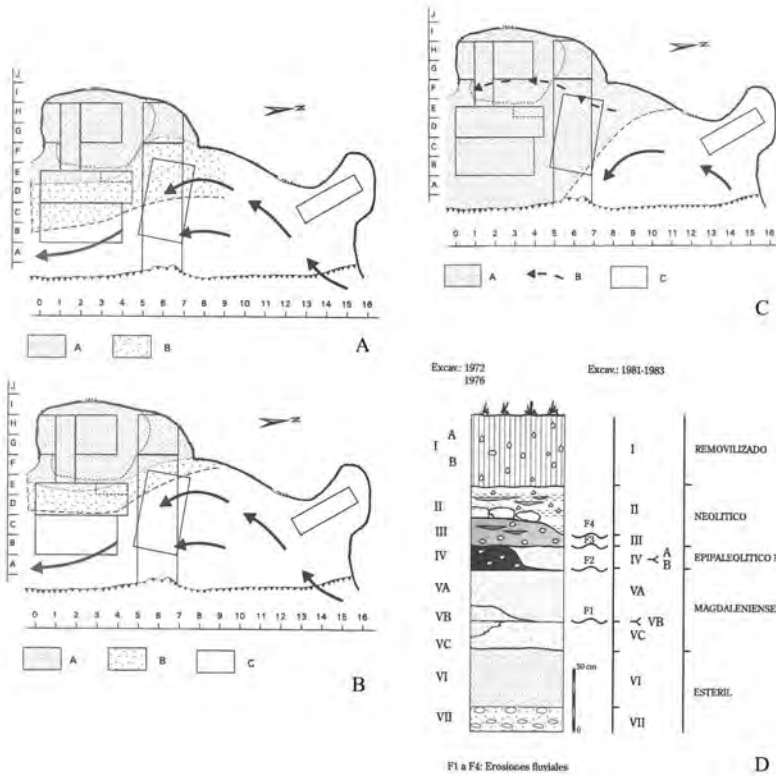 J
I
H
G
F
E
D
C
B
A
N
0 1 2 3 4 5 6 7 8 9 10 11 12 13 14 15 16
A B
A
J
I
H
G
F
E
D
C
B
A
N
0 1 2 3 4 5 6 7 8 9 10 11 12 13 14 15 16
A B C
B
J
I
H
G
F
E
D
C
B
A
N
0 1 2 3 4 5 6 7 8 9 10 11 12 13 14 15 16
A B C
C
Excav.: 1972
1976
Excav.: 1981-1983
I A B I REMOVILIZADO
II II NEOLITICO
F4
III III
F3
IV F2 IV A B EPIPALEOLITICO
VA VA MAGDALENIENSE
VB F1 VB
VC VC
VI 50 cm VI ESTERIL
VII 0 VII
F1 a F4: Erosiones fluviales
D